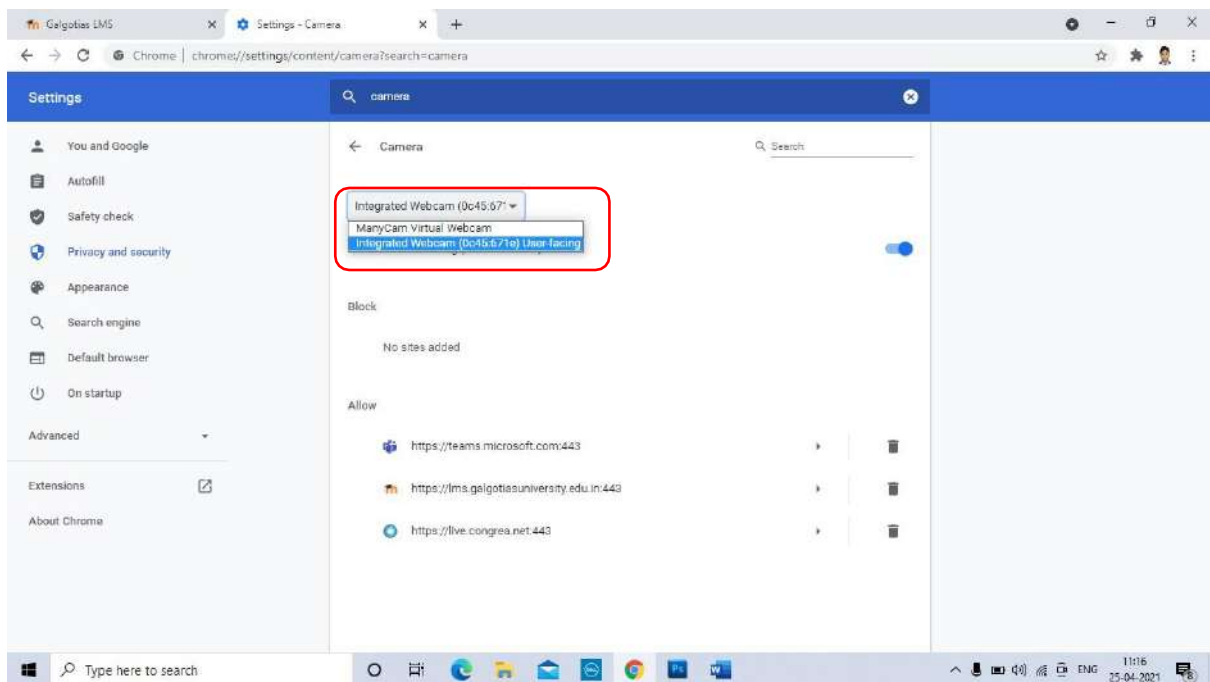 Galgotias LMS
Settings - Camera
Chrome | chrome://settings/content/camera?search=camera
Settings
camera
You and Google
Autofill
Safety check
Privacy and security
Appearance
Search engine
Default browser
On startup
Advanced
Extensions
About Chrome
Camera
Search
Integrated Webcam (0c45:671
ManyCam Virtual Webcam
Integrated Webcam (0c45:671e) User-facing
Block
No sites added
Allow
https://teams.microsoft.com:443
https://lms.galgotiasuniversity.edu.in:443
https://live.congrea.net:443
Type here to search
ENG
11:16
25-04-2021